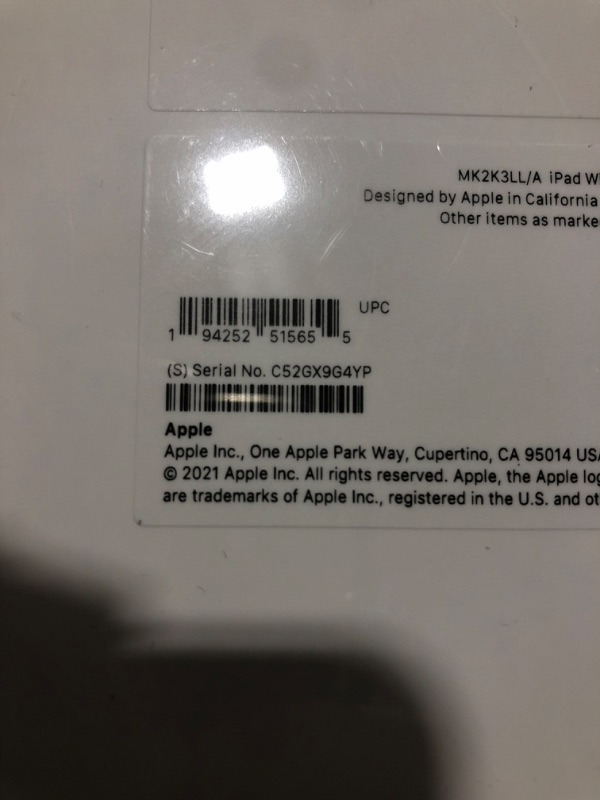 MK2K3LL/A iPad
Designed by Apple in California
Other items as
UPC
1 94252 51565 5
(S) Serial No. C52GX9G4YP
Apple
Apple Inc., One Apple Park Way, Cupertino, CA 95014
© 2021 Apple Inc. All rights reserved. Apple, the Apple
are trademarks of Apple Inc., registered in the U.S. and